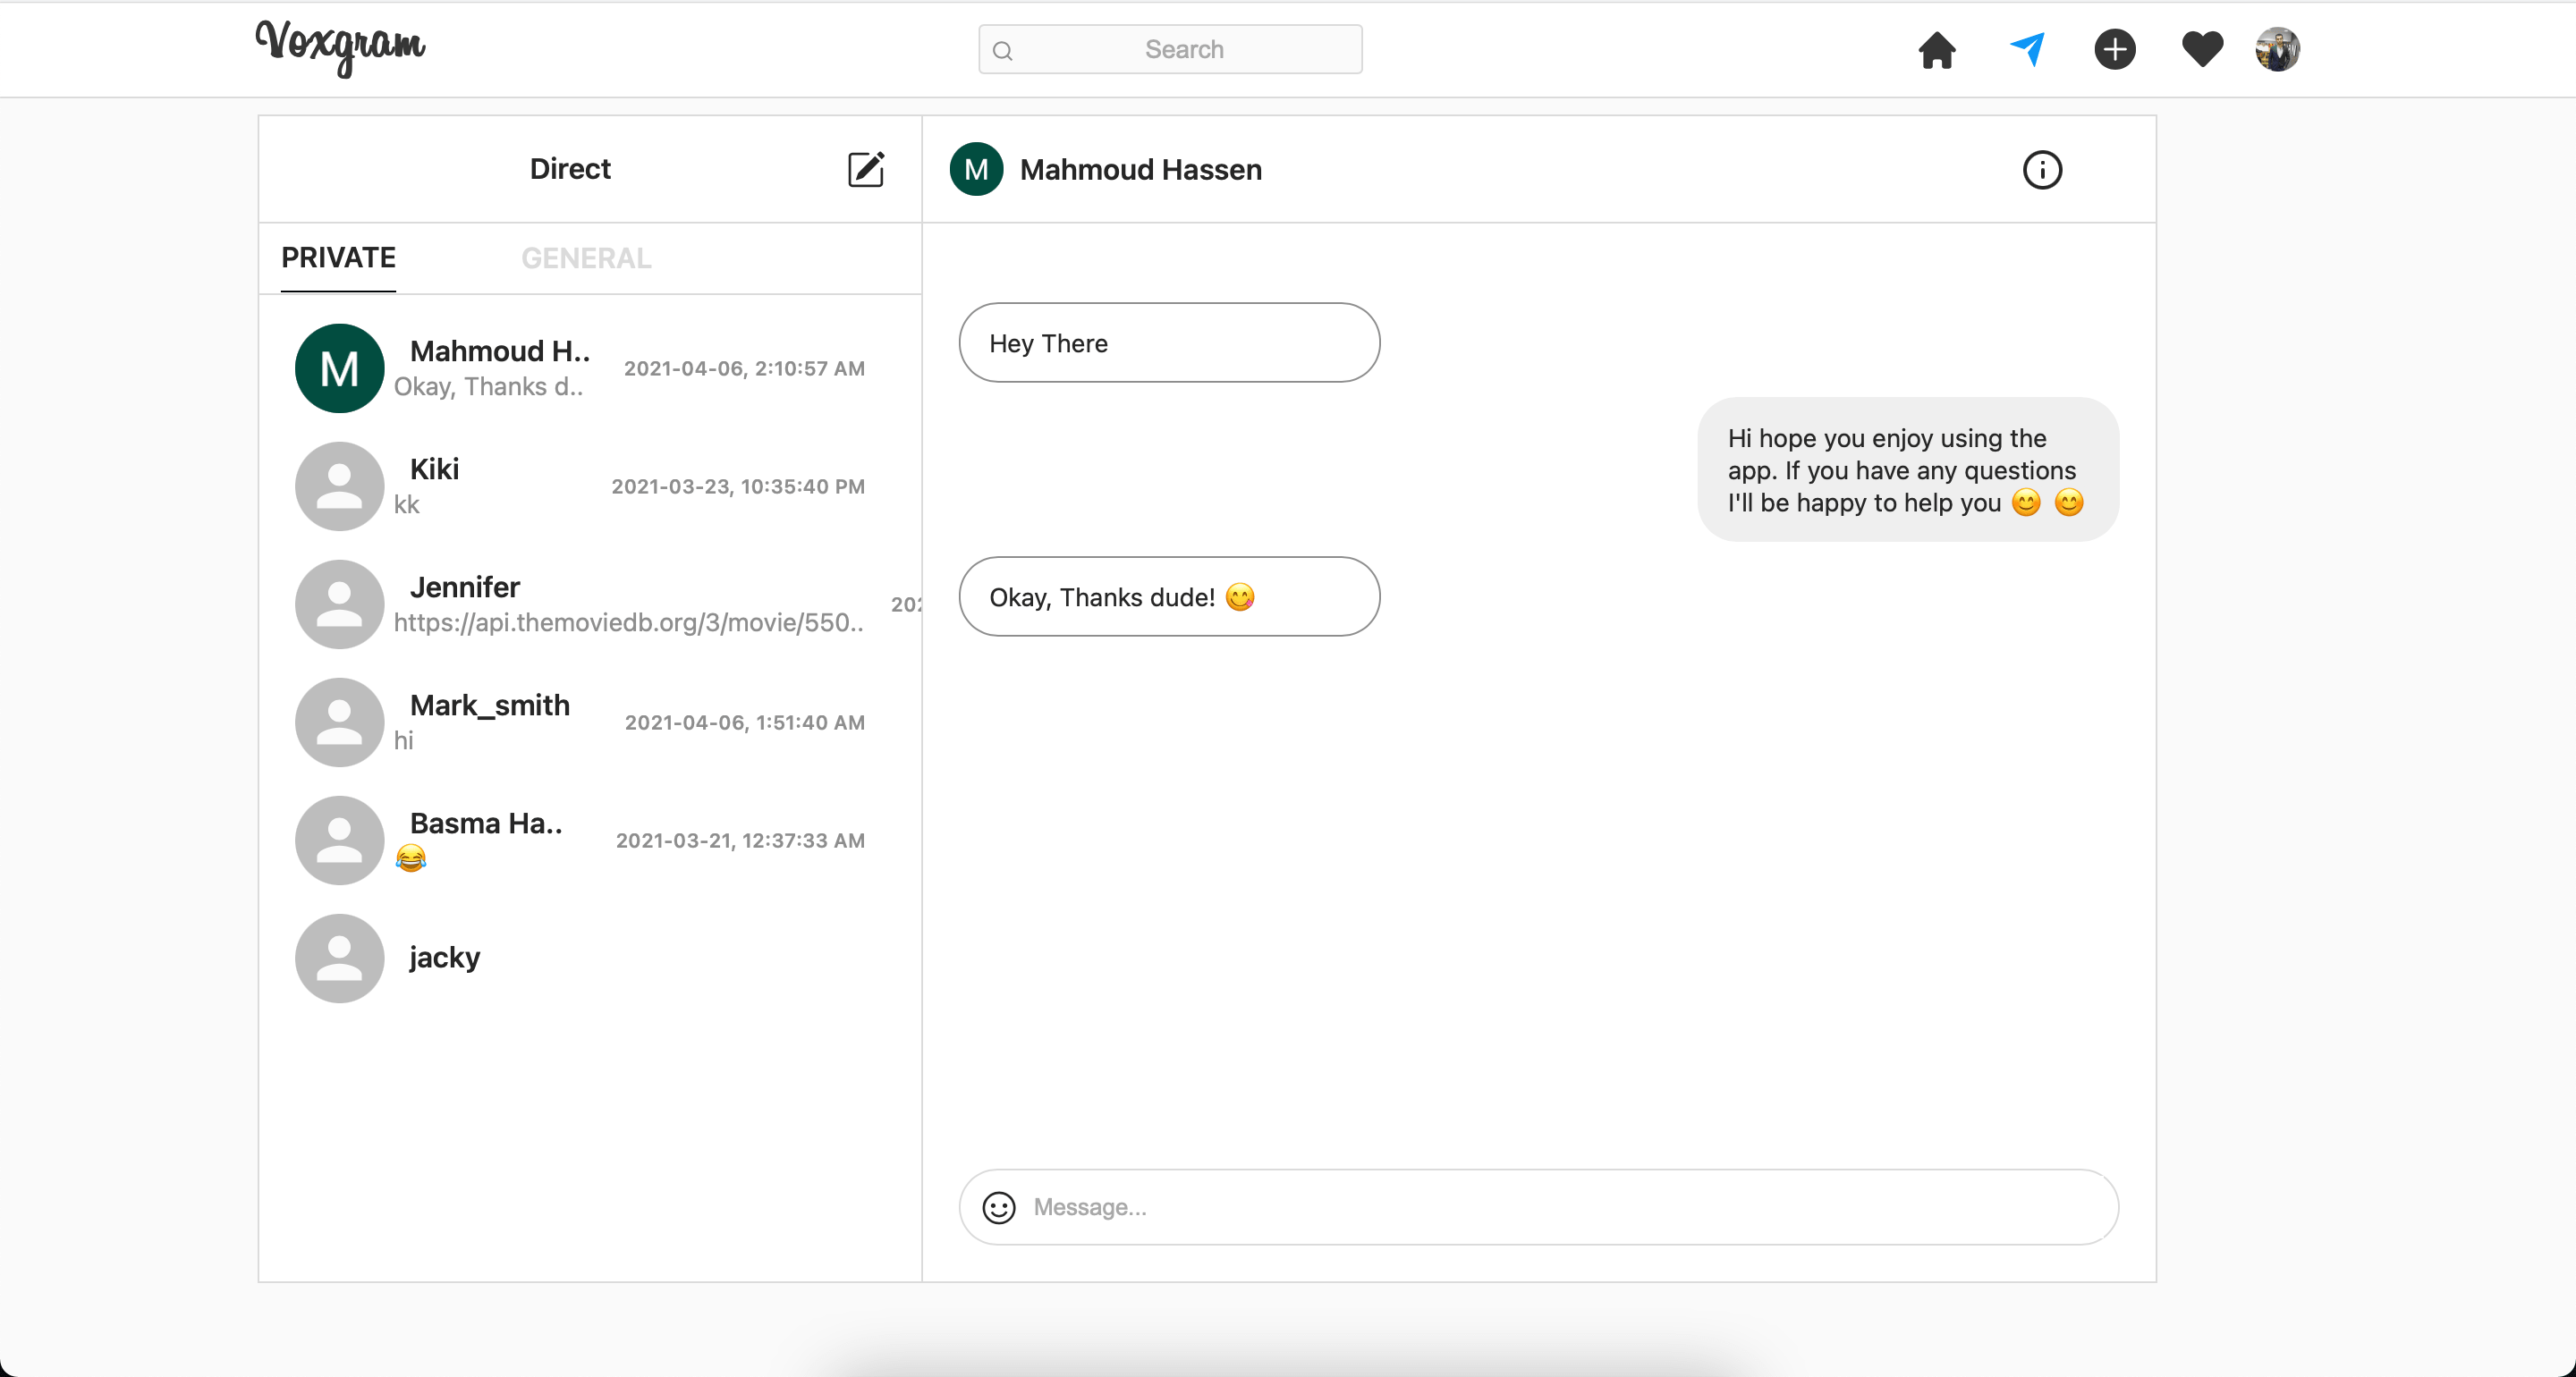 Voxgram
Search
Direct
PRIVATE
GENERAL
M
Mahmoud H..
Okay, Thanks d..
2021-04-06, 2:10:57 AM
Kiki
kk
2021-03-23, 10:35:40 PM
Jennifer
https://api.themoviedb.org/3/movie/550..
Mark_smith
hi
2021-04-06, 1:51:40 AM
Basma Ha..
😂
2021-03-21, 12:37:33 AM
jacky
M
Mahmoud Hassen
Hey There
Hi hope you enjoy using the
app. If you have any questions
I'll be happy to help you 😊 😊
Okay, Thanks dude! 😋
Message...